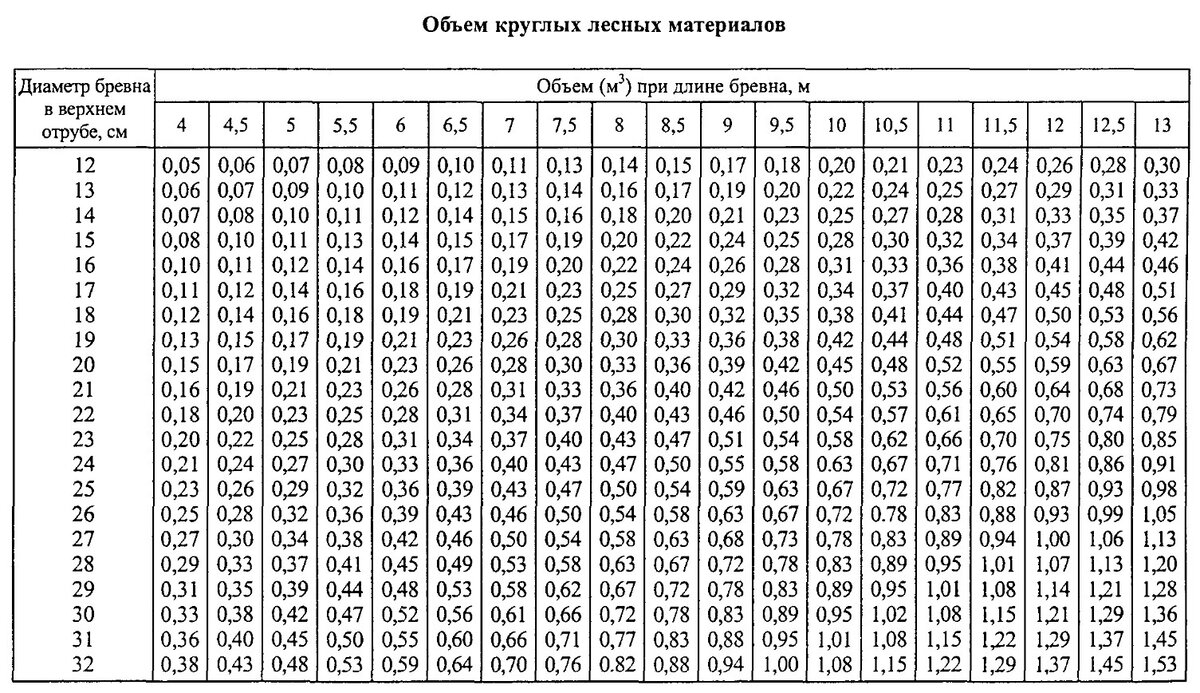 Объем круглых лесных материалов
Диаметр бревна в верхнем отрубе, см
Объем (м³) при длине бревна, м
4 4,5 5 5,5 6 6,5 7 7,5 8 8,5 9 9,5 10 10,5 11 11,5 12 12,5 13
12 0,05 0,06 0,07 0,08 0,09 0,10 0,11 0,13 0,14 0,15 0,17 0,18 0,20 0,21 0,23 0,24 0,26 0,28 0,30
13 0,06 0,07 0,09 0,10 0,11 0,12 0,13 0,14 0,16 0,17 0,19 0,20 0,22 0,24 0,25 0,27 0,29 0,31 0,33
14 0,07 0,08 0,10 0,11 0,12 0,14 0,15 0,16 0,18 0,20 0,21 0,23 0,25 0,27 0,28 0,31 0,33 0,35 0,37
15 0,08 0,10 0,11 0,13 0,14 0,15 0,17 0,19 0,20 0,22 0,24 0,25 0,28 0,30 0,32 0,34 0,37 0,39 0,42
16 0,10 0,11 0,12 0,14 0,16 0,17 0,19 0,20 0,22 0,24 0,26 0,28 0,31 0,33 0,36 0,38 0,41 0,44 0,46
17 0,11 0,12 0,14 0,16 0,18 0,19 0,21 0,23 0,25 0,27 0,29 0,32 0,34 0,37 0,40 0,43 0,45 0,48 0,51
18 0,12 0,14 0,16 0,18 0,19 0,21 0,23 0,25 0,28 0,30 0,32 0,35 0,38 0,41 0,44 0,47 0,50 0,53 0,56
19 0,13 0,15 0,17 0,19 0,21 0,23 0,26 0,28 0,30 0,33 0,36 0,38 0,42 0,44 0,48 0,51 0,54 0,58 0,62
20 0,15 0,17 0,19 0,21 0,23 0,26 0,28 0,30 0,33 0,36 0,39 0,42 0,45 0,48 0,52 0,55 0,59 0,63 0,67
21 0,16 0,19 0,21 0,23 0,26 0,28 0,31 0,33 0,36 0,40 0,42 0,46 0,50 0,53 0,56 0,60 0,64 0,68 0,73
22 0,18 0,20 0,23 0,25 0,28 0,31 0,34 0,37 0,40 0,43 0,46 0,50 0,54 0,57 0,61 0,65 0,70 0,74 0,79
23 0,20 0,22 0,25 0,28 0,31 0,34 0,37 0,40 0,43 0,47 0,51 0,54 0,58 0,62 0,66 0,70 0,75 0,80 0,85
24 0,21 0,24 0,27 0,30 0,33 0,36 0,40 0,43 0,47 0,50 0,55 0,58 0.63 0,67 0,71 0,76 0,81 0,86 0,91
25 0,23 0,26 0,29 0,32 0,36 0,39 0,43 0,47 0,50 0,54 0,59 0,63 0,67 0,72 0,77 0,82 0,87 0,93 0,98
26 0,25 0,28 0,32 0,36 0,39 0,43 0,46 0,50 0,54 0,58 0,63 0,67 0,72 0.78 0,83 0,88 0,93 0,99 1,05
27 0,27 0,30 0,34 0,38 0,42 0,46 0,50 0,54 0,58 0,63 0,68 0,73 0,78 0,83 0,89 0,94 1,00 1,06 1,13
28 0,29 0,33 0,37 0,41 0,45 0,49 0,53 0,58 0,63 0,67 0,72 0,78 0,83 0,89 0,95 1,01 1,07 1,13 1,20
29 0,31 0,35 0,39 0,44 0,48 0,53 0,58 0,62 0,67 0,72 0,78 0,83 0,89 0,95 1,01 1,08 1,14 1,21 1,28
30 0,33 0,38 0,42 0,47 0,52 0,56 0,61 0,66 0,72 0,78 0,83 0,89 0,95 1,02 1,08 1,15 1,21 1,29 1,36
31 0,36 0,40 0,45 0,50 0,55 0,60 0,66 0,71 0,77 0,83 0,88 0,95 1,01 1,08 1,15 1,22 1,29 1,37 1,45
32 0,38 0,43 0,48 0,53 0,59 0,64 0,70 0,76 0.82 0,88 0,94 1,00 1,08 1,15 1,22 1,29 1,37 1,45 1,53